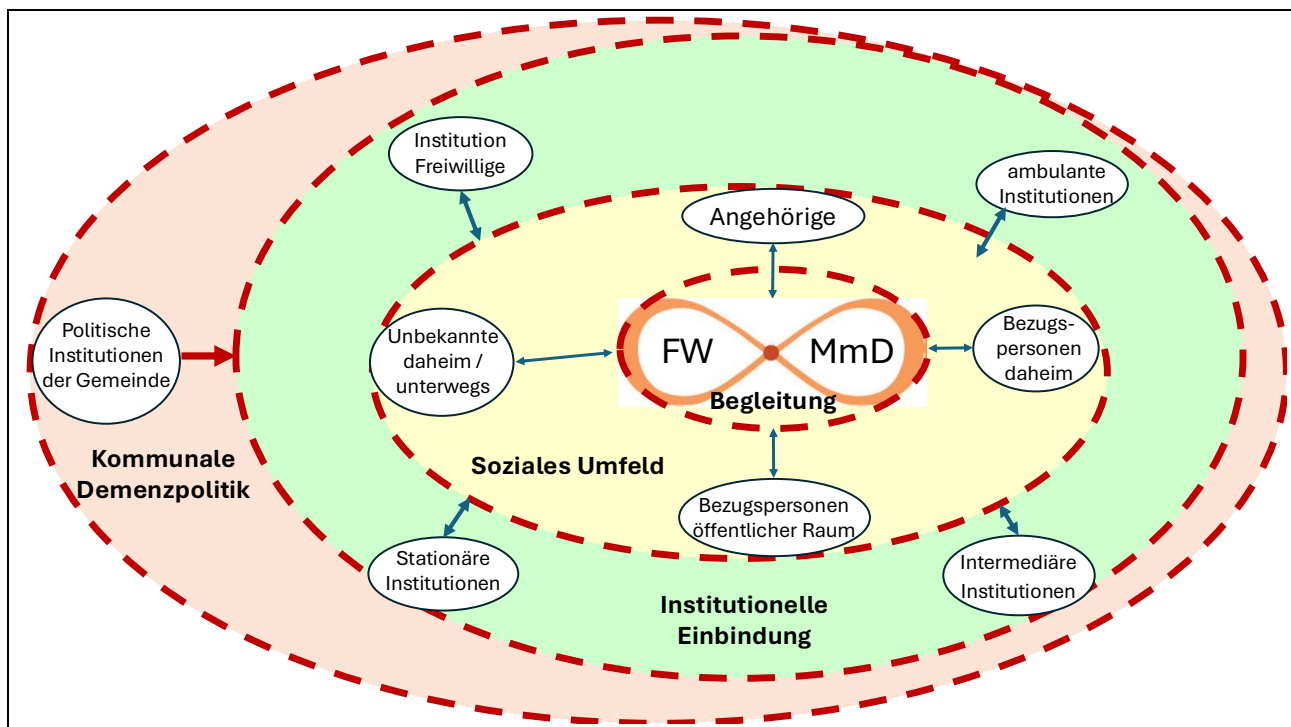 Institution
Freiwillige
ambulante
Institutionen
Angehörige
Politische
Institutionen
der Gemeinde
Unbekannte
daheim /
unterwegs
FW
MmD
Begleitung
Bezugs-
personen
daheim
Kommunale
Demenzpolitik
Soziales Umfeld
Bezugspersonen
öffentlicher Raum
Stationäre
Institutionen
Intermediäre
Institutionen
Institutionelle
Einbindung